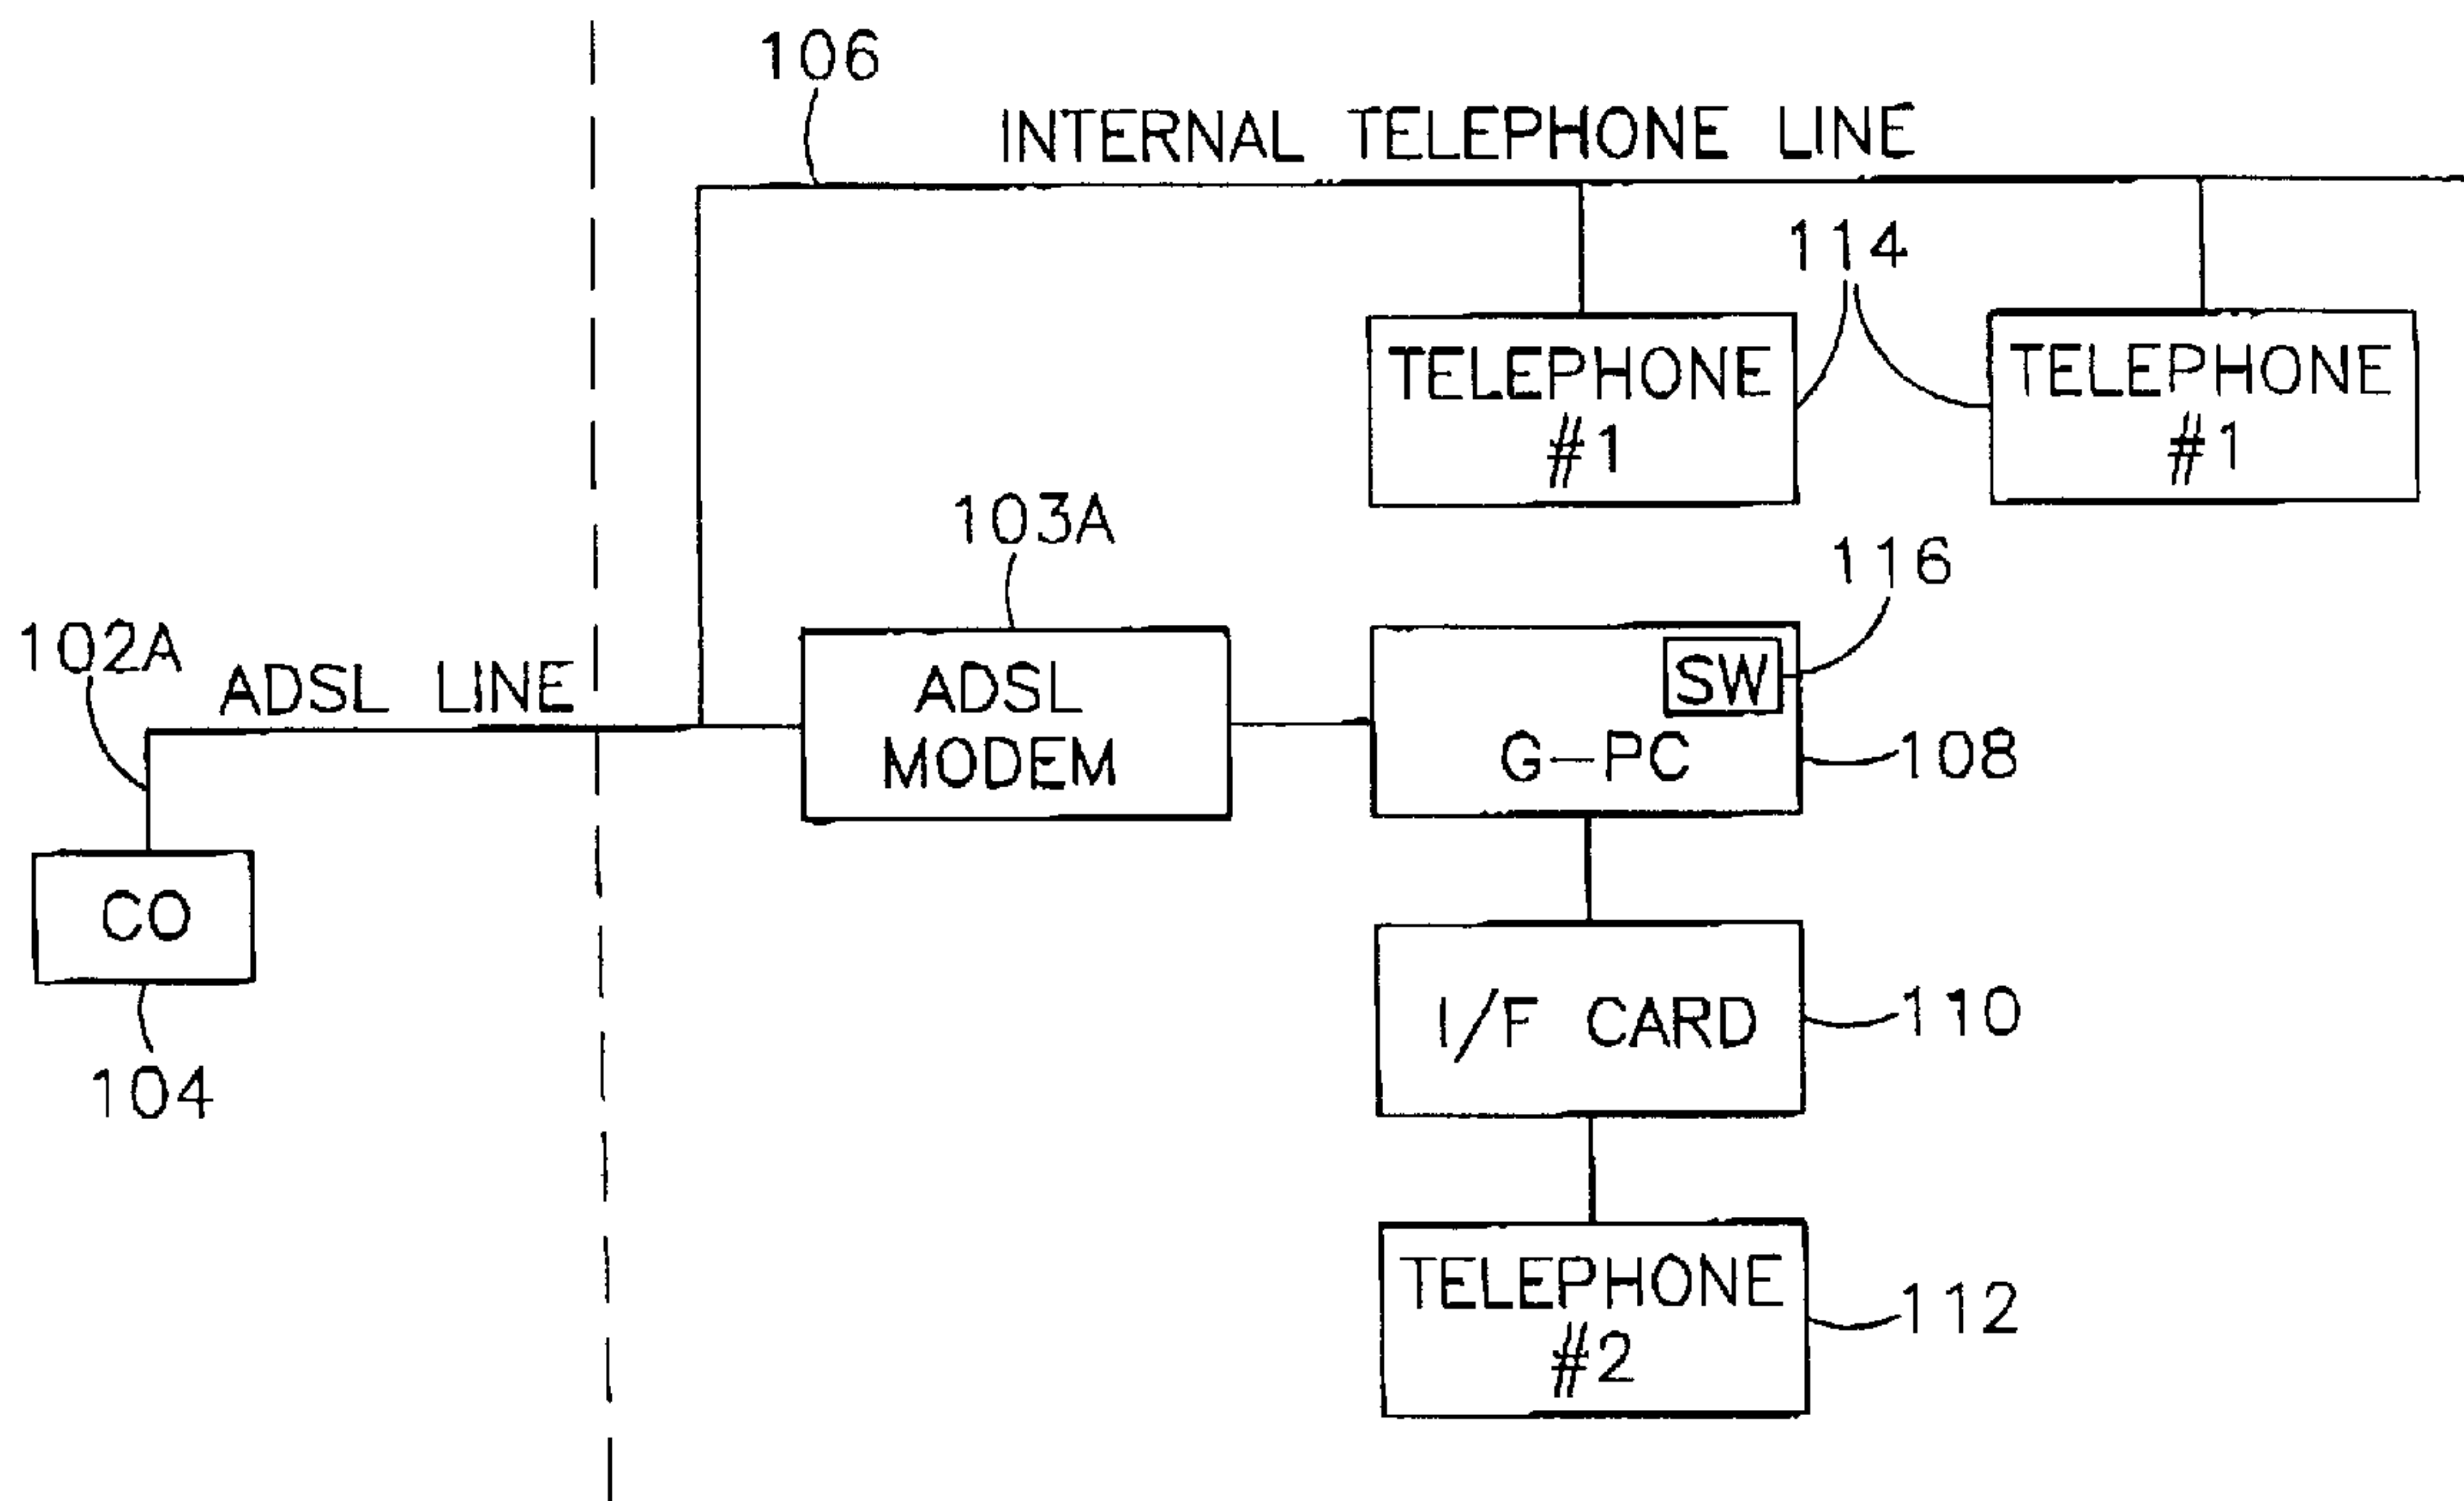 106
INTERNAL TELEPHONE LINE
114
TELEPHONE
#1
TELEPHONE
#1
103A
116
102A
ADSL LINE
ADSL
MODEM
SW
G-PC
108
CO
104
I/F CARD
110
TELEPHONE
#2
112